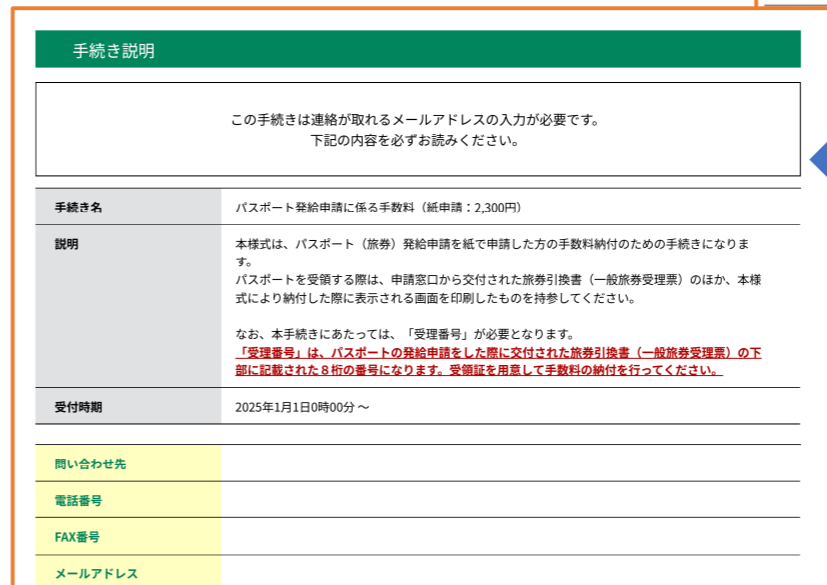 手続き説明
この手続きは連絡が取れるメールアドレスの入力が必要です。
下記の内容を必ずお読みください。
手続き名
パスポート発給申請に係る手数料（紙申請：2,300円）
説明
本様式は、パスポート（旅券）発給申請を紙で申請した方の手数料納付のための手続きになりま
す。
パスポートを受領する際は、申請窓口から交付された旅券引換書（一般旅券受理票）のほか、本様
式により納付した際に表示される画面を印刷したものを持参してください。
なお、本手続きにあたっては、「受理番号」が必要となります。
「受理番号」は、パスポートの発給申請をした際に交付された旅券引換書（一般旅券受理票）の下
部に記載された８桁の番号になります。受領証を用意して手数料の納付を行ってください。
受付時期
2025年1月1日0時00分 ～
問い合わせ先
電話番号
FAX番号
メールアドレス